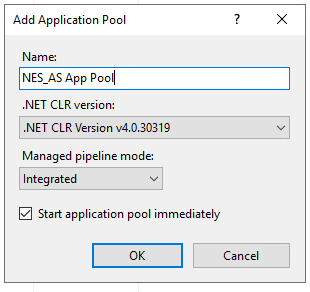 Add Application Pool ? ×
Name:
NES_AS App Pool
.NET CLR version:
.NET CLR Version v4.0.30319
Managed pipeline mode:
Integrated
Start application pool immediately
OK Cancel